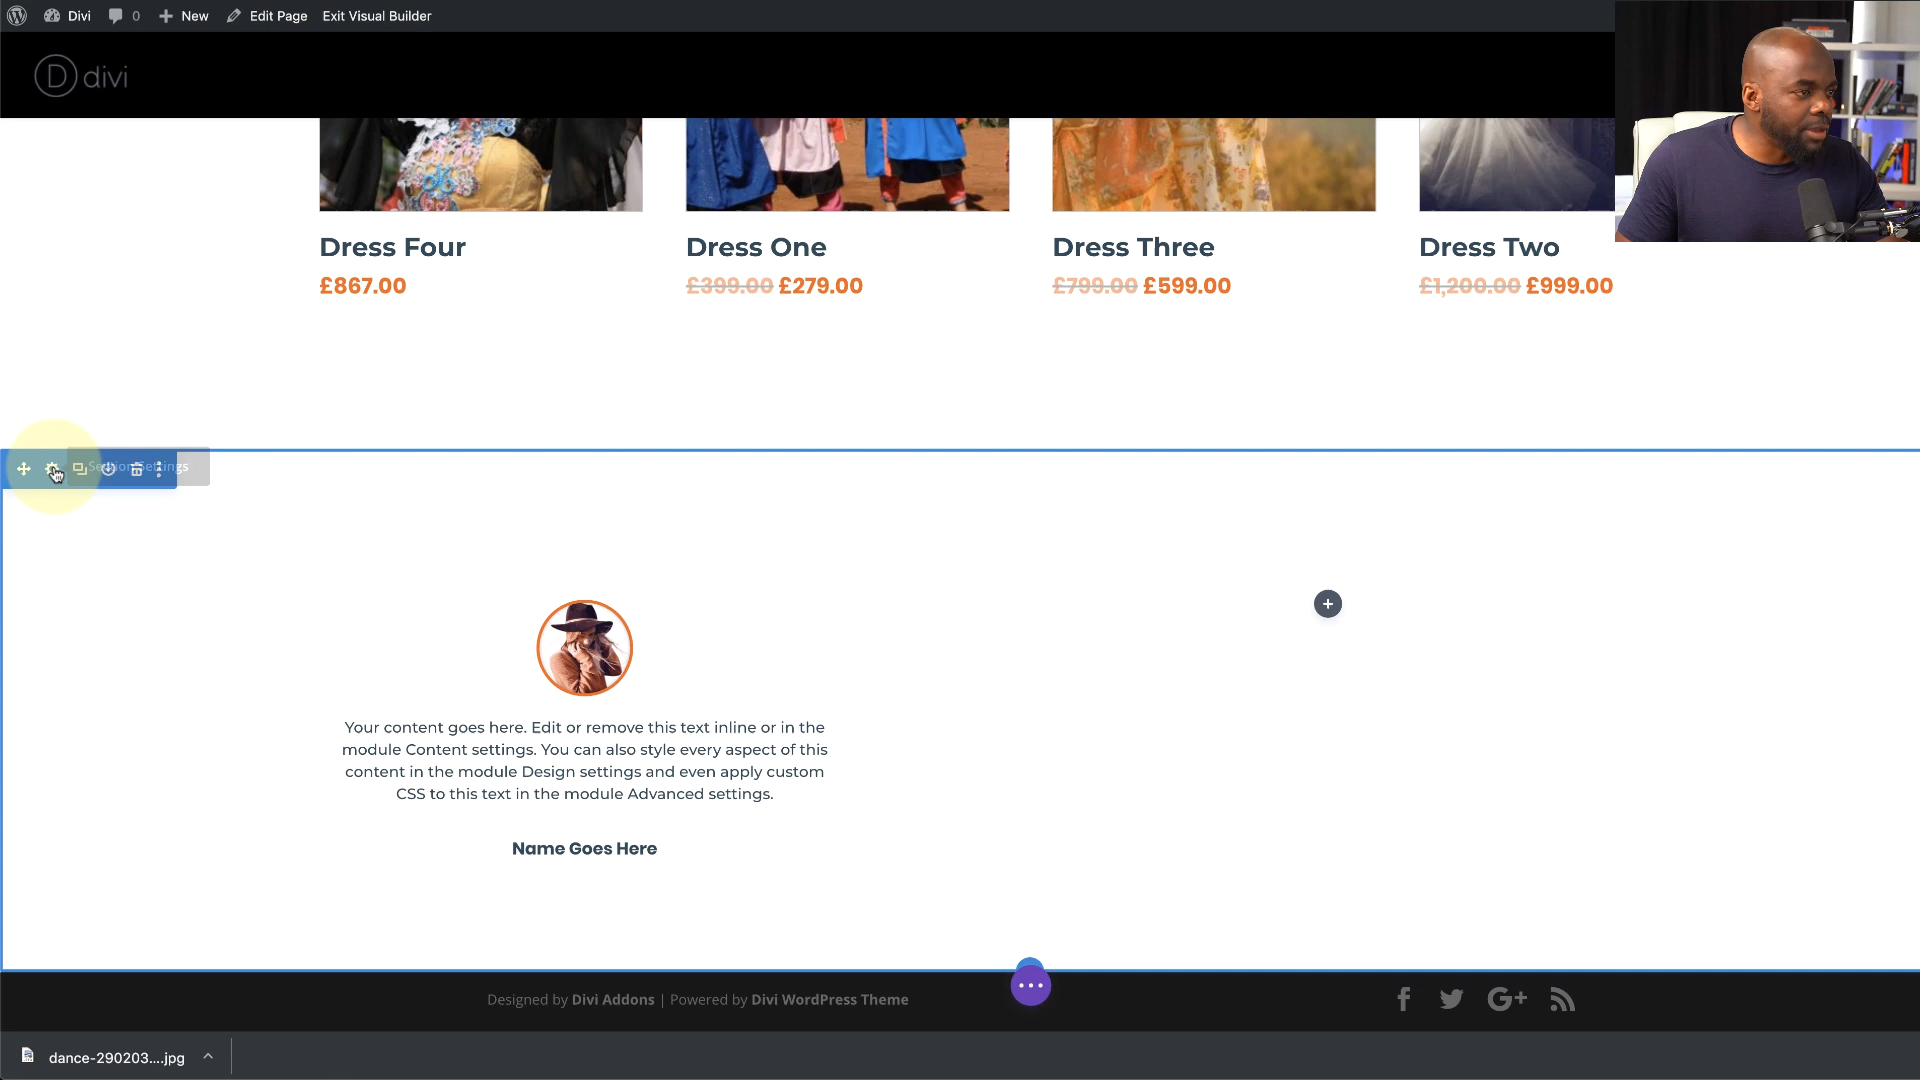 Divi
0
New
Edit Page
Exit Visual Builder
D divi
Dress Four
£867.00
Dress One
£399.00 £279.00
Dress Three
£799.00 £599.00
Dress Two
£1,200.00 £999.00
Section Settings
Your content goes here. Edit or remove this text inline or in the
module Content settings. You can also style every aspect of this
content in the module Design settings and even apply custom
CSS to this text in the module Advanced settings.
Name Goes Here
Designed by Divi Addons | Powered by Divi WordPress Theme
dance-290203....jpg